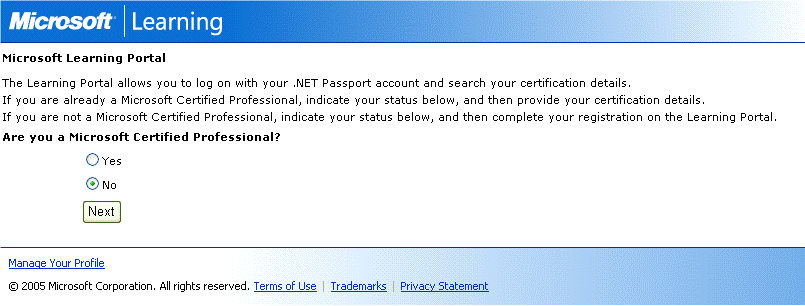 Microsoft Learning
Microsoft Learning Portal
The Learning Portal allows you to log on with your .NET Passport account and search your certification details.
If you are already a Microsoft Certified Professional, indicate your status below, and then provide your certification details.
If you are not a Microsoft Certified Professional, indicate your status below, and then complete your registration on the Learning Portal.
Are you a Microsoft Certified Professional?
Yes
No
Next
Manage Your Profile
© 2005 Microsoft Corporation. All rights reserved. Terms of Use | Trademarks | Privacy Statement